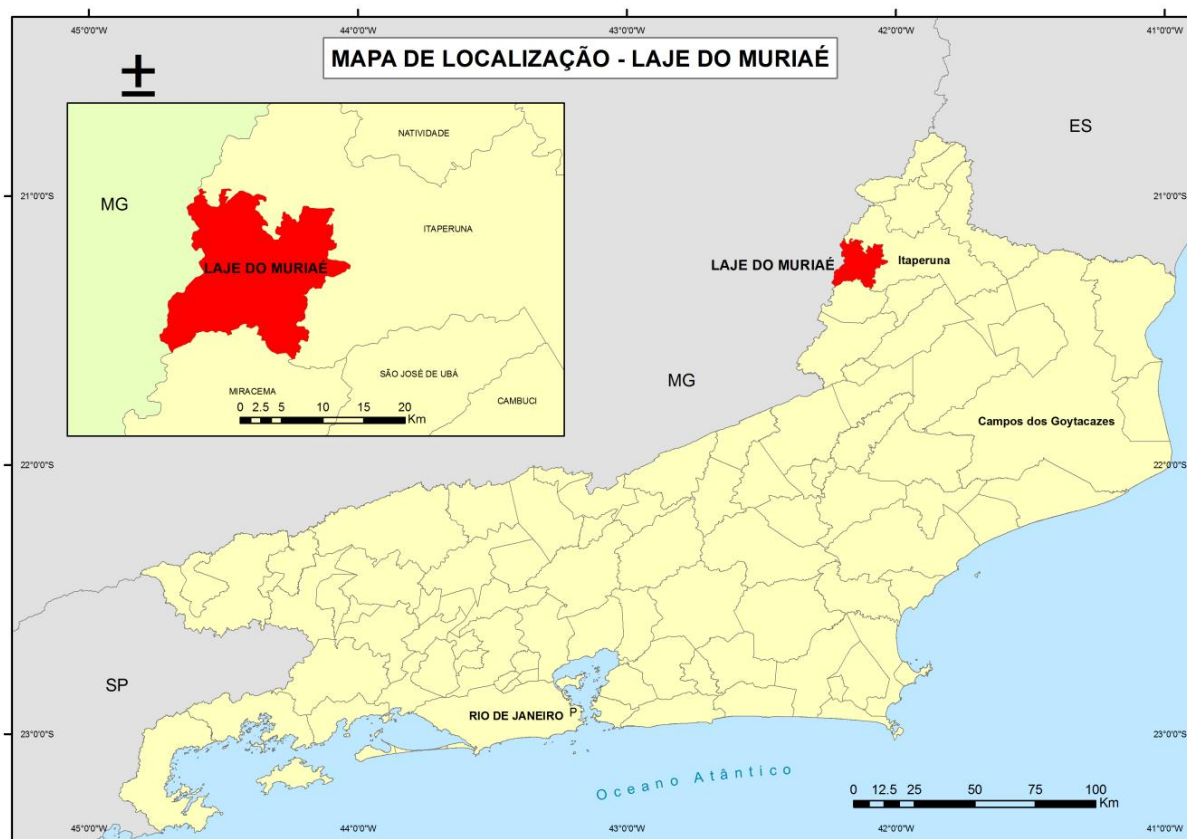 45°0'0"W 44°0'0"W 43°0'0"W 42°0'0"W 41°0'0"W
MAPA DE LOCALIZAÇÃO - LAJE DO MURIAÉ
±
ES
NATIVIDADE
21°0'0"S 21°0'0"S
MG
ITAPERUNA
LAJE DO MURIAÉ
LAJE DO MURIAÉ
Itaperuna
SÃO JOSÉ DE UBÁ
MIRACEMA
CAMBUCI
0 2.5 5 10 15 20
Km
MG
Campos dos Goytacazes
22°0'0"S 22°0'0"S
SP
RIO DE JANEIRO P
23°0'0"S 23°0'0"S
Oceano Atântico
0 12.5 25 50 75 100
Km
45°0'0"W 44°0'0"W 43°0'0"W 42°0'0"W 41°0'0"W